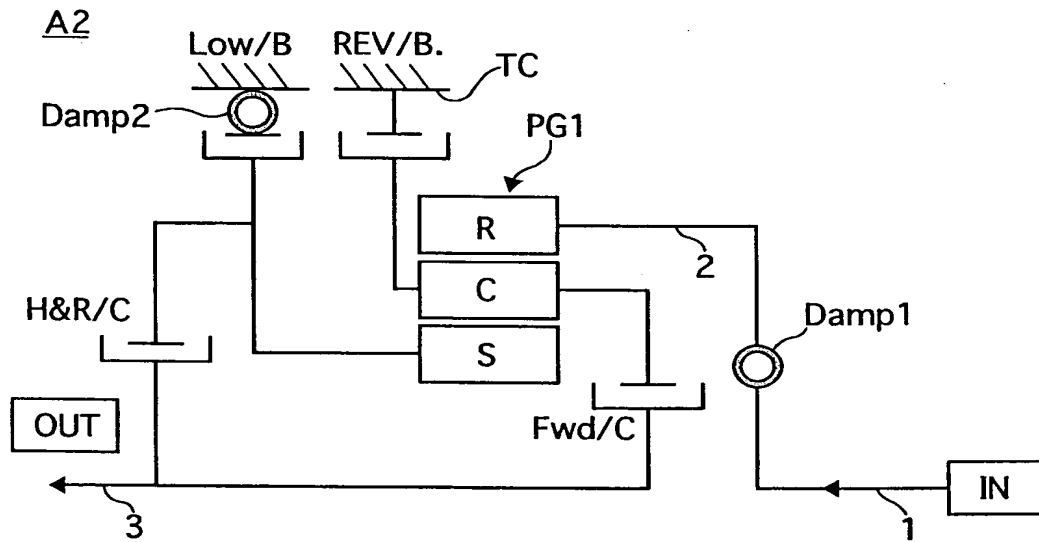 A2
Low/B
REV/B.
TC
Damp2
PG1
R
2
C
H&R/C
Damp1
S
OUT
Fwd/C
IN
3
1